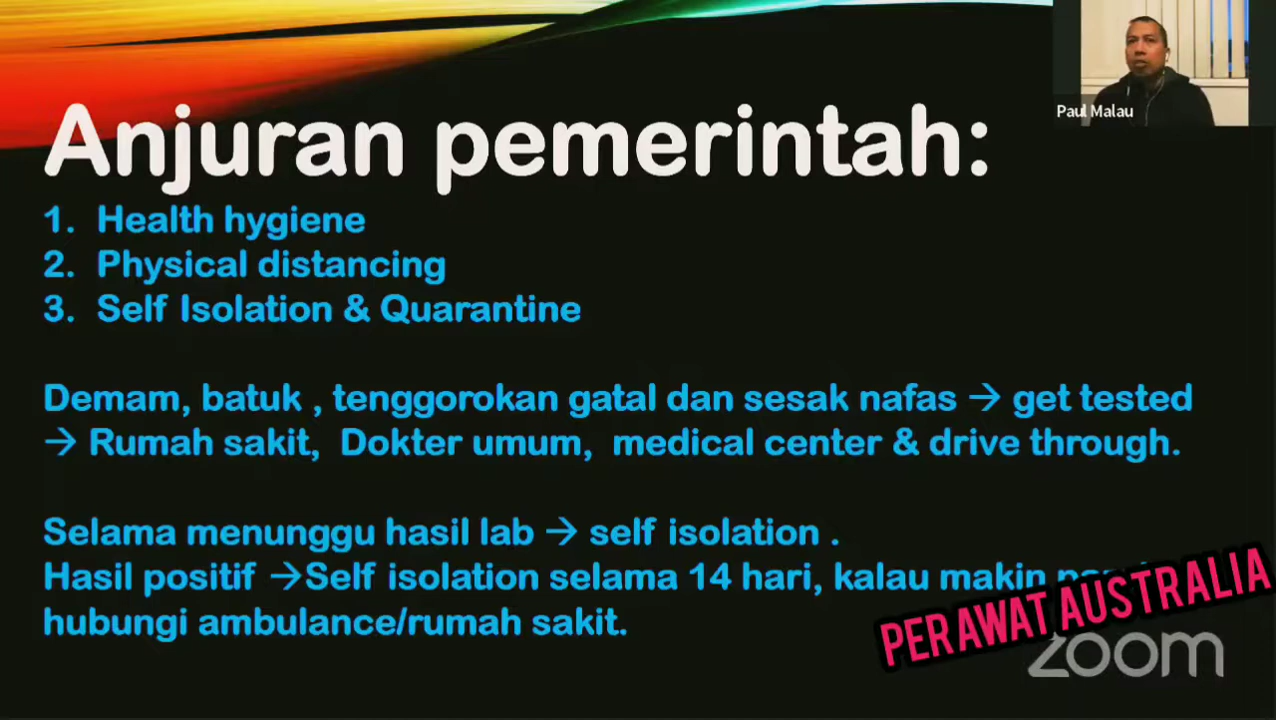 Paul Malau
Anjuran pemerintah:
1. Health hygiene
2. Physical distancing
3. Self Isolation & Quarantine
Demam, batuk , tenggorokan gatal dan sesak nafas → get tested
→ Rumah sakit, Dokter umum, medical center & drive through.
Selama menunggu hasil lab → self isolation .
Hasil positif →Self isolation selama 14 hari, kalau makin
hubungi ambulance/rumah sakit.
PERAWAT AUSTRALIA
zoom